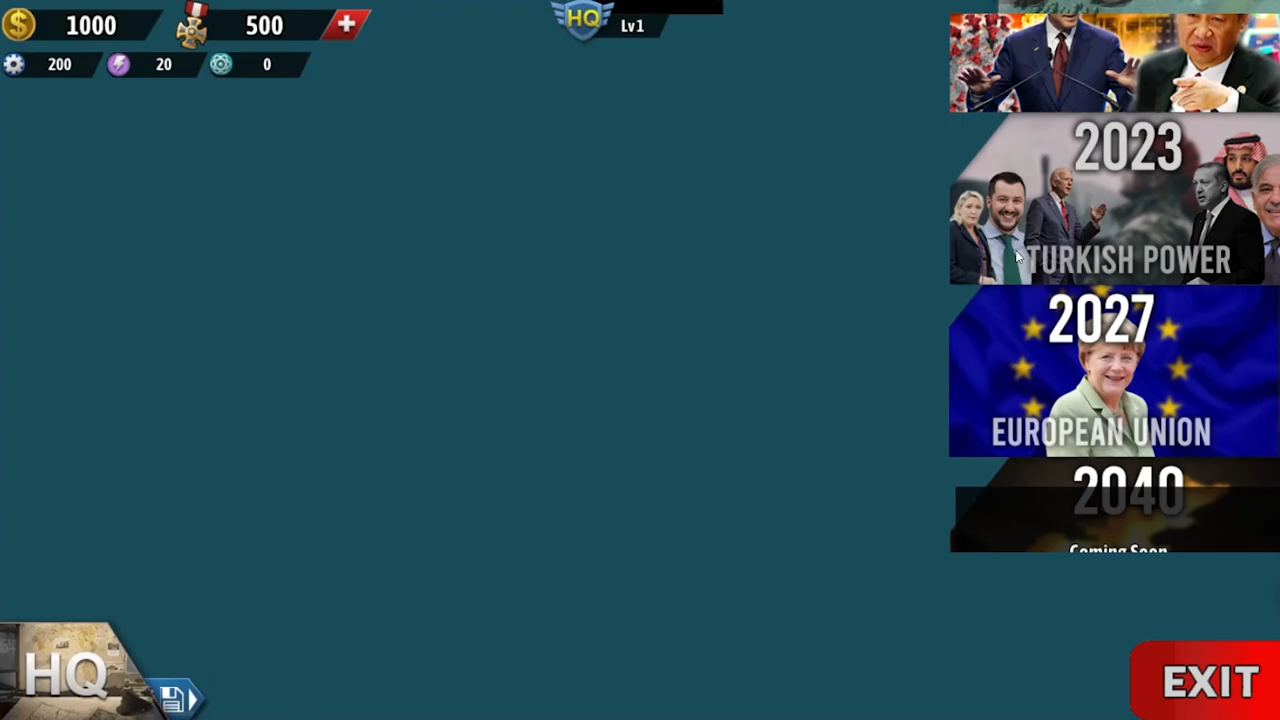 1000
500
HQ
Lv1
200
20
0
2023
TURKISH POWER
2027
EUROPEAN UNION
2040
Coming Soon
HQ
EXIT